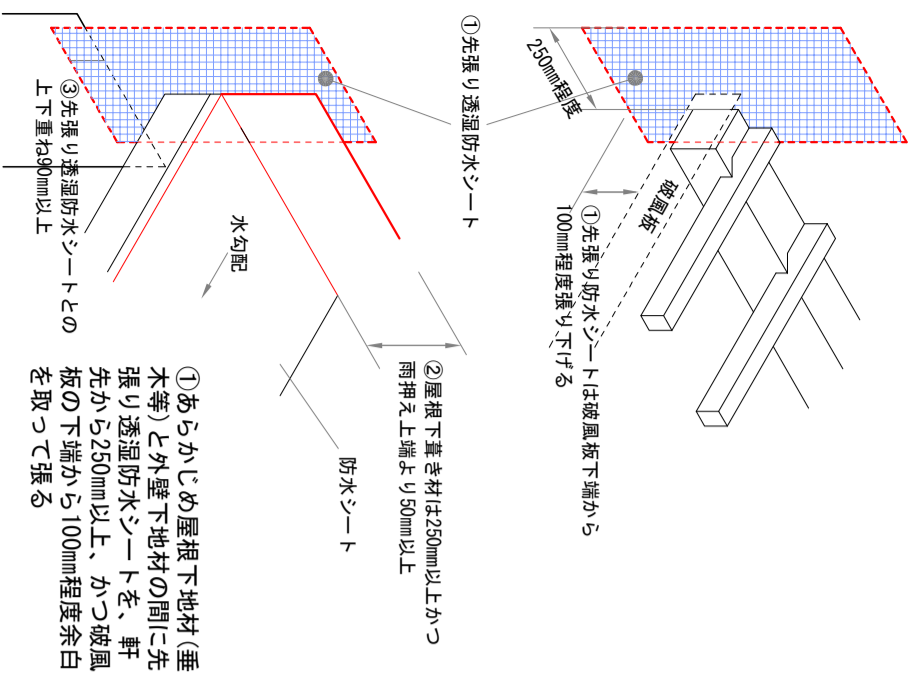 ①先張り透湿防水シート
250mm程度
破風板
①先張り防水シートは破風板下端から
100mm程度張り下げる
②屋根下葺き材は250mm以上かつ
雨押え上端より50mm以上
防水シート
水勾配
③先張り透湿防水シートとの
上下重ね90mm以上
①あらかじめ屋根下地材(垂
木等)と外壁下地材の間に先
張り透湿防水シートを、軒
先から250mm以上、かつ破風
板の下端から100mm程度余白
を取って張る